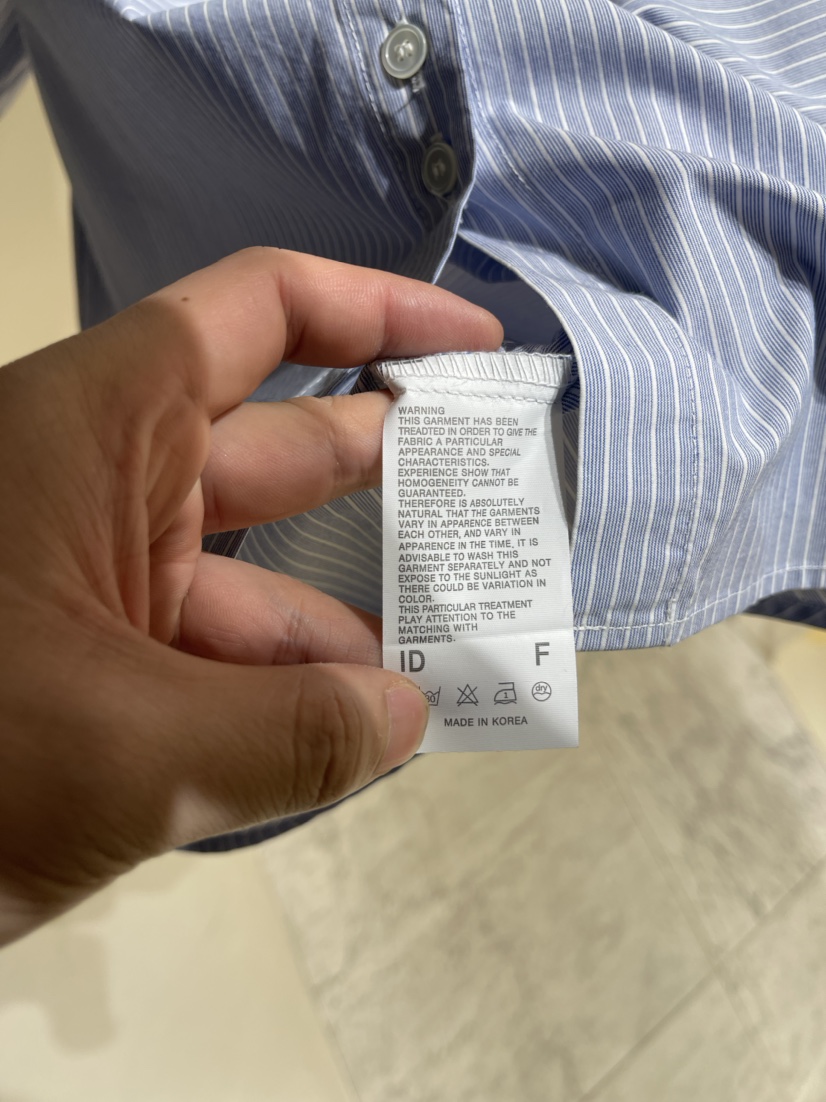 WARNING
THIS GARMENT HAS BEEN
TREADTED IN ORDER TO GIVE THE
FABRIC A PARTICULAR
APPEARANCE AND SPECIAL
CHARACTERISTICS.
EXPERIENCE SHOW THAT
HOMOGENEITY CANNOT BE
GUARANTEED.
THEREFORE IS ABSOLUTELY
NATURAL THAT THE GARMENTS
VARY IN APPARENCE BETWEEN
EACH OTHER, AND VARY IN
APPARENCE IN THE TIME, IT IS
ADVISABLE TO WASH THIS
GARMENT SEPARATELY AND NOT
EXPOSE TO THE SUNLIGHT AS
THERE COULD BE VARIATION IN
COLOR.
THIS PARTICULAR TREATMENT
PLAY ATTENTION TO THE
MATCHING WITH
GARMENTS.
ID F
1 dry
MADE IN KOREA